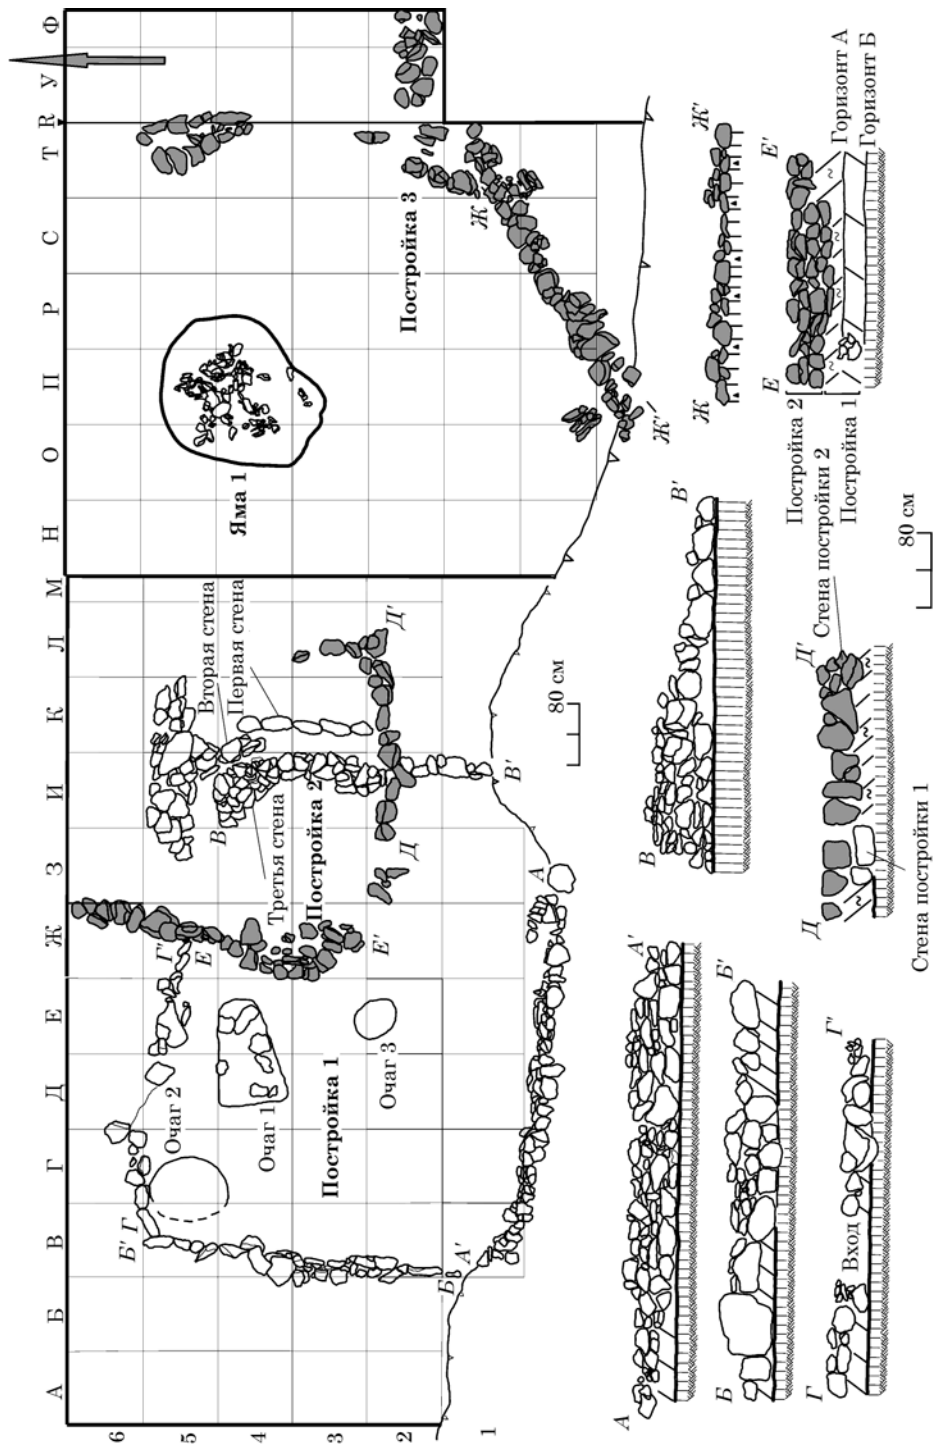 А Б В Г Д Е Ж З И К Л М Н О П Р С Т R У Ф
6
5
4
3
2
1
Б' Г
Очаг 2
Г'
Е
Вторая стена
Первая стена
В
Яма 1
Очаг 1
Третья стена
Постройка 2
Постройка 1
Очаг 3
Е'
Д
Д'
Постройка 3
Ж
Ж'
Б
А'
А
В'
80 см
А
А'
Б
Б'
Г
Вход
Г'
В
В'
Д
Д'
Стена постройки 2
Стена постройки 1
Ж
Ж'
Е
Е'
Постройка 2
Постройка 1
Горизонт А
Горизонт Б
80 см